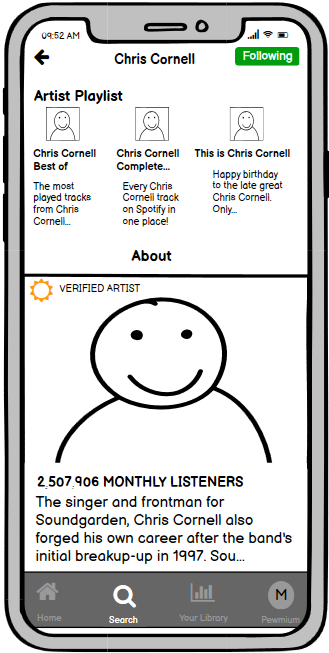 09:52 AM
Chris Cornell
Following
Artist Playlist
Chris Cornell
Best of
The most
played tracks
from Chris
Cornell...
Chris Cornell
Complete...
Every Chris
Cornell track
on Spotify in
one place!
This is Chris Cornell
Happy birthday
to the late great
Chris Cornell.
Only...
About
VERIFIED ARTIST
2,507,906 MONTHLY LISTENERS
The singer and frontman for
Soundgarden, Chris Cornell also
forged his own career after the band's
initial breakup-up in 1997. Sou...
Home
Search
Your Library
M
Pewmium